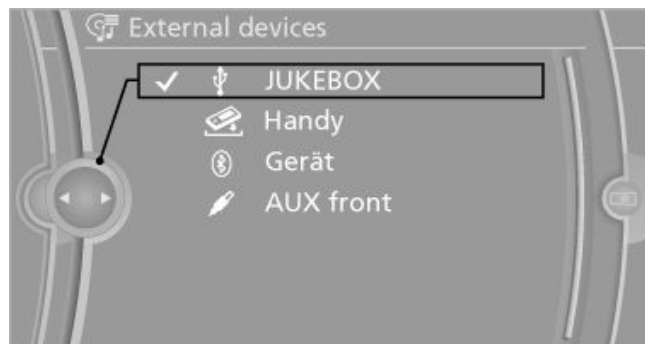 External devices
JUKEBOX
Handy
Gerät
AUX front